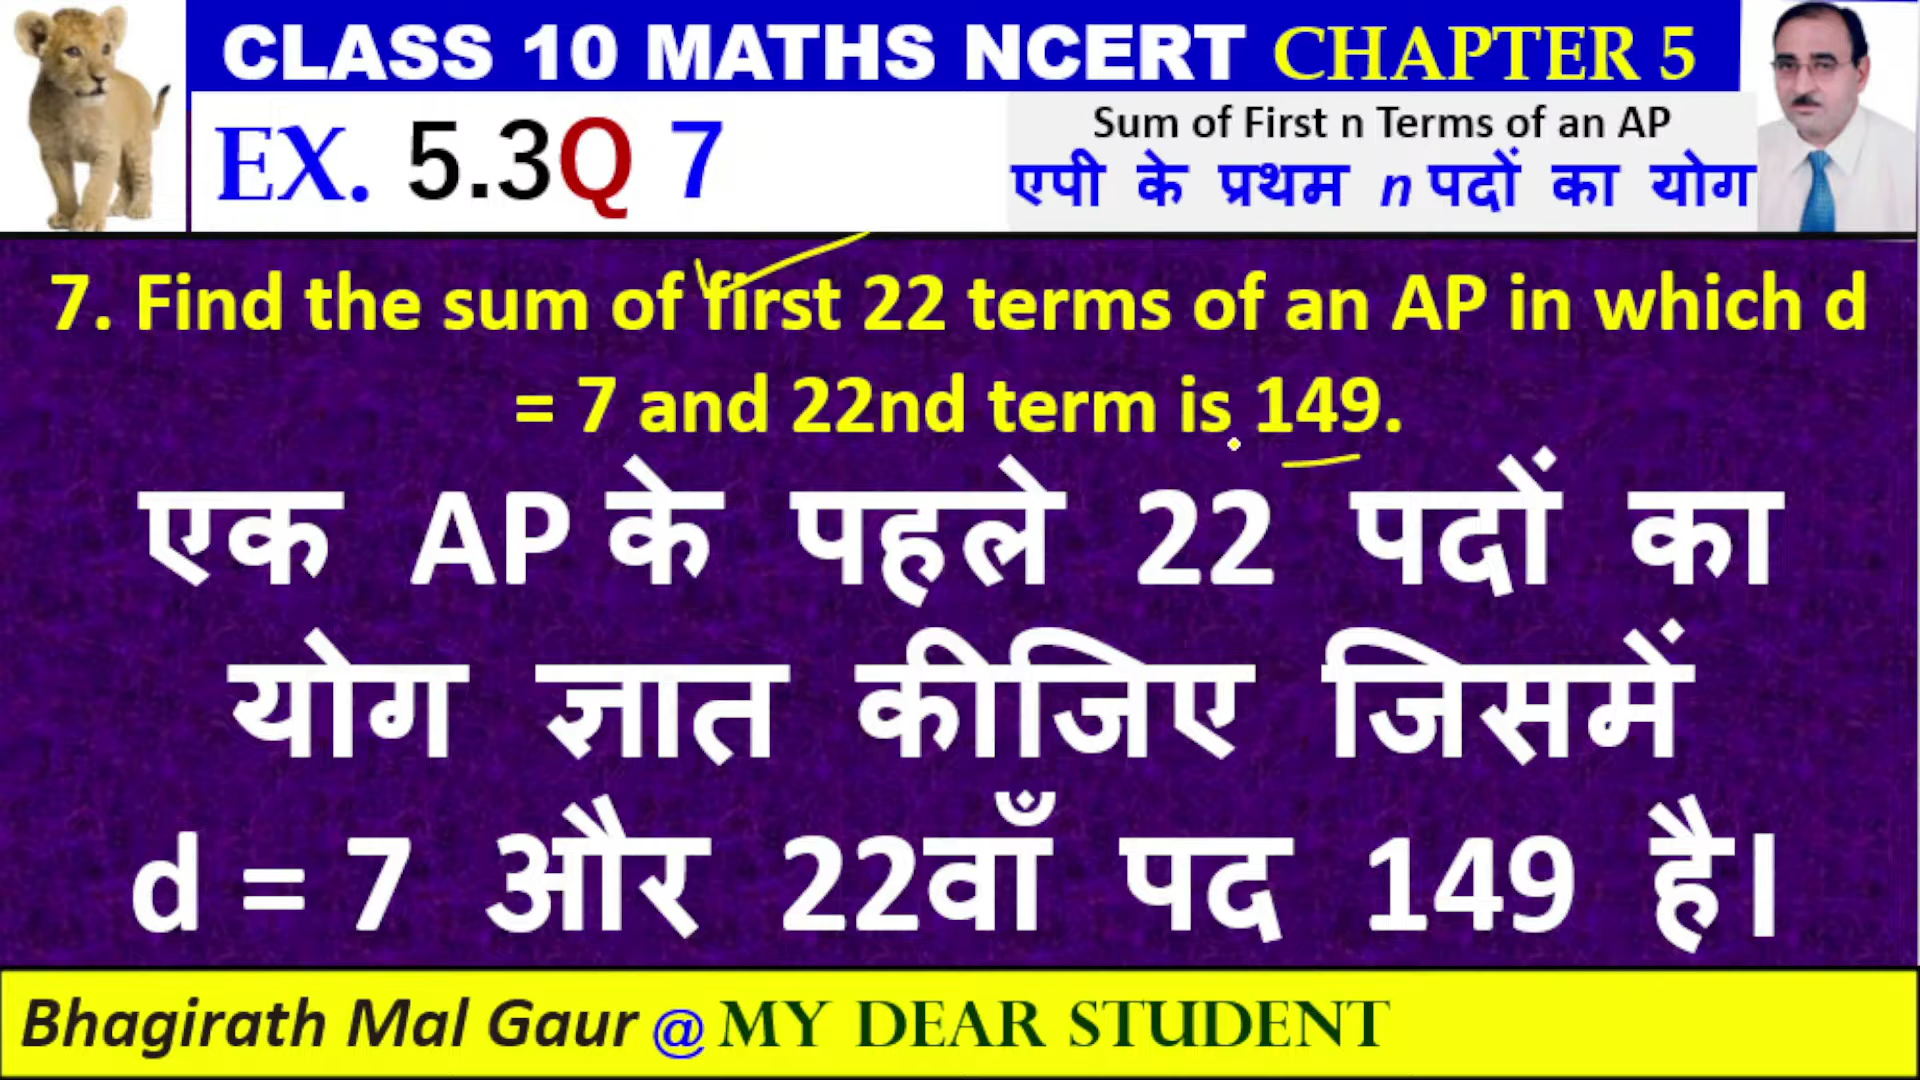 CLASS 10 MATHS NCERT CHAPTER 5
EX. 5.3Q 7
Sum of First n Terms of an AP
एपी के प्रथम n पदों का योग
7. Find the sum of first 22 terms of an AP in which d
= 7 and 22nd term is 149.
एक AP के पहले 22 पदों का
योग ज्ञात कीजिए जिसमें
d = 7 और 22वाँ पद 149 है।
Bhagirath Mal Gaur @ MY DEAR STUDENT